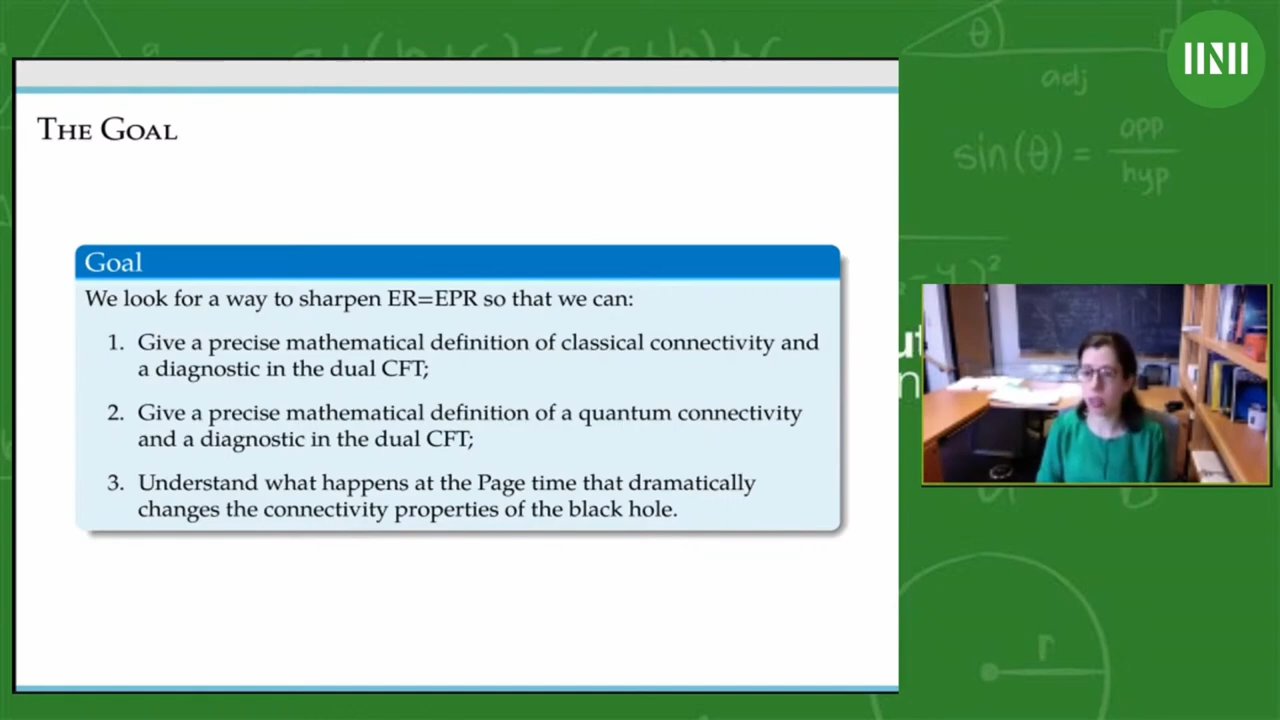 a+(b+c)=(a+b)+c
a
θ
adj
sin(θ) = opp
hyp
THE GOAL
Goal
We look for a way to sharpen ER=EPR so that we can:
1. Give a precise mathematical definition of classical connectivity and
a diagnostic in the dual CFT;
2. Give a precise mathematical definition of a quantum connectivity
and a diagnostic in the dual CFT;
3. Understand what happens at the Page time that dramatically
changes the connectivity properties of the black hole.
r